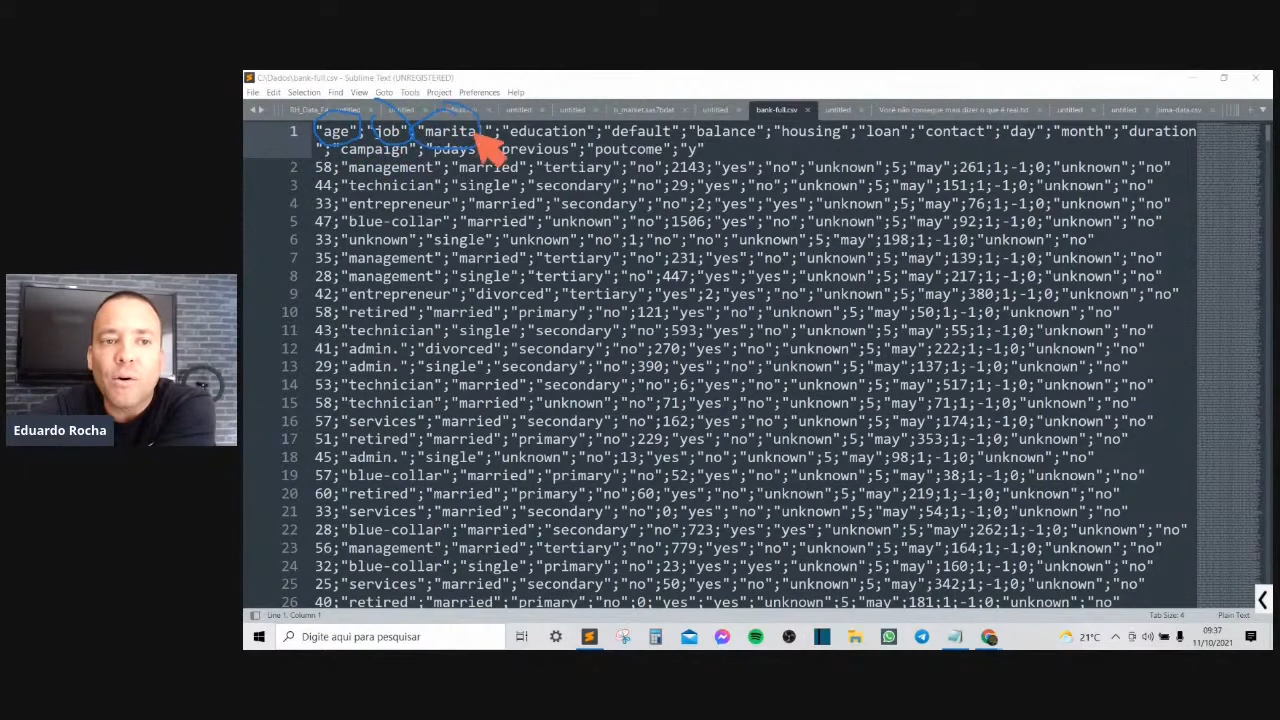 C:\Dados\bank-full.csv - Sublime Text (UNREGISTERED)
File Edit Selection Find View Goto Tools Project Preferences Help
untitled untitled untitled untitled bank-full.csv untitled Você não consegue mais dizer o que é real.txt untitled untitled
1 "age";"job";"marita";"education";"default";"balance";"housing";"loan";"contact";"day";"month";"duration
";"campaign";"pdays";"previous";"poutcome";"y"
2 58;"management";"married";"tertiary";"no";2143;"yes";"no";"unknown";5;"may";261;1;-1;0;"unknown";"no"
3 44;"technician";"single";"secondary";"no";29;"yes";"no";"unknown";5;"may";151;1;-1;0;"unknown";"no"
4 33;"entrepreneur";"married";"secondary";"no";2;"yes";"yes";"unknown";5;"may";76;1;-1;0;"unknown";"no"
5 47;"blue-collar";"married";"unknown";"no";1506;"yes";"no";"unknown";5;"may";92;1;-1;0;"unknown";"no"
6 33;"unknown";"single";"unknown";"no";1;"no";"no";"unknown";5;"may";198;1;-1;0;"unknown";"no"
7 35;"management";"married";"tertiary";"no";231;"yes";"no";"unknown";5;"may";139;1;-1;0;"unknown";"no"
8 28;"management";"single";"tertiary";"no";447;"yes";"yes";"unknown";5;"may";217;1;-1;0;"unknown";"no"
9 42;"entrepreneur";"divorced";"tertiary";"yes";2;"yes";"no";"unknown";5;"may";380;1;-1;0;"unknown";"no"
10 58;"retired";"married";"primary";"no";121;"yes";"no";"unknown";5;"may";50;1;-1;0;"unknown";"no"
11 43;"technician";"single";"secondary";"no";593;"yes";"no";"unknown";5;"may";55;1;-1;0;"unknown";"no"
12 41;"admin.";"divorced";"secondary";"no";270;"yes";"no";"unknown";5;"may";222;1;-1;0;"unknown";"no"
13 29;"admin.";"single";"secondary";"no";390;"yes";"no";"unknown";5;"may";137;1;-1;0;"unknown";"no"
14 53;"technician";"married";"secondary";"no";6;"yes";"no";"unknown";5;"may";517;1;-1;0;"unknown";"no"
15 58;"technician";"married";"unknown";"no";71;"yes";"no";"unknown";5;"may";71;1;-1;0;"unknown";"no"
16 57;"services";"married";"secondary";"no";162;"yes";"no";"unknown";5;"may";174;1;-1;0;"unknown";"no"
17 51;"retired";"married";"primary";"no";229;"yes";"no";"unknown";5;"may";353;1;-1;0;"unknown";"no"
18 45;"admin.";"single";"unknown";"no";13;"yes";"no";"unknown";5;"may";98;1;-1;0;"unknown";"no"
19 57;"blue-collar";"married";"primary";"no";52;"yes";"no";"unknown";5;"may";38;1;-1;0;"unknown";"no"
20 60;"retired";"married";"primary";"no";60;"yes";"no";"unknown";5;"may";219;1;-1;0;"unknown";"no"
21 33;"services";"married";"secondary";"no";0;"yes";"no";"unknown";5;"may";54;1;-1;0;"unknown";"no"
22 28;"blue-collar";"married";"secondary";"no";723;"yes";"yes";"unknown";5;"may";262;1;-1;0;"unknown";"no"
23 56;"management";"married";"tertiary";"no";779;"yes";"no";"unknown";5;"may";164;1;-1;0;"unknown";"no"
24 32;"blue-collar";"single";"primary";"no";23;"yes";"yes";"unknown";5;"may";160;1;-1;0;"unknown";"no"
25 25;"services";"married";"secondary";"no";50;"yes";"no";"unknown";5;"may";342;1;-1;0;"unknown";"no"
26 40;"retired";"married";"primary";"no";0;"yes";"yes";"unknown";5;"may";181;1;-1;0;"unknown";"no"
Eduardo Rocha
Line 1, Column 1 Tab Size: 4 Plain Text
Digite aqui para pesquisar
21°C
09:37
11/10/2021